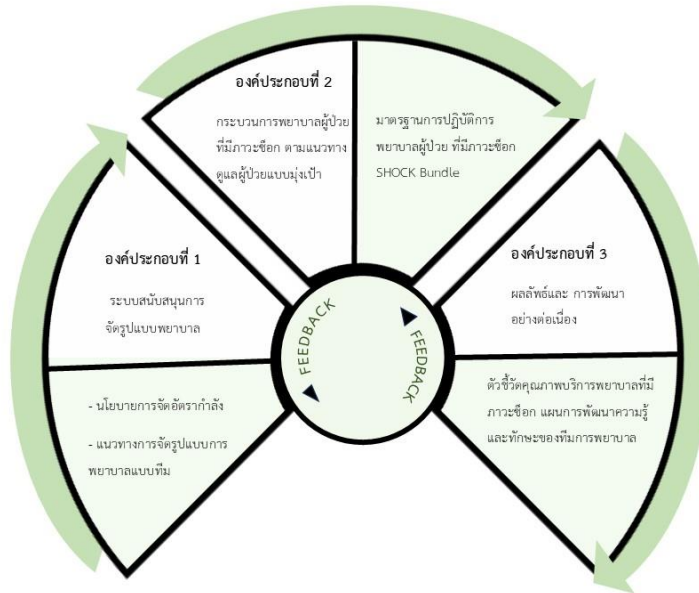 องค์ประกอบที่ 1
ระบบสนับสนุนการ
จัดรูปแบบพยาบาล
- นโยบายการจัดอัตรากำลัง
- แนวทางการจัดรูปแบบการ
พยาบาลแบบทีม
องค์ประกอบที่ 2
กระบวนการพยาบาลผู้ป่วย
ที่มีภาวะช็อก ตามแนวทาง
ดูแลผู้ป่วยแบบมุ่งเป้า
มาตรฐานการปฏิบัติการ
พยาบาลผู้ป่วย ที่มีภาวะช็อก
SHOCK Bundle
องค์ประกอบที่ 3
ผลลัพธ์และ การพัฒนา
อย่างต่อเนื่อง
ตัวชี้วัดคุณภาพบริการพยาบาลที่มี
ภาวะช็อก แผนการพัฒนาความรู้
และทักษะของทีมการพยาบาล
FEEDBACK
FEEDBACK